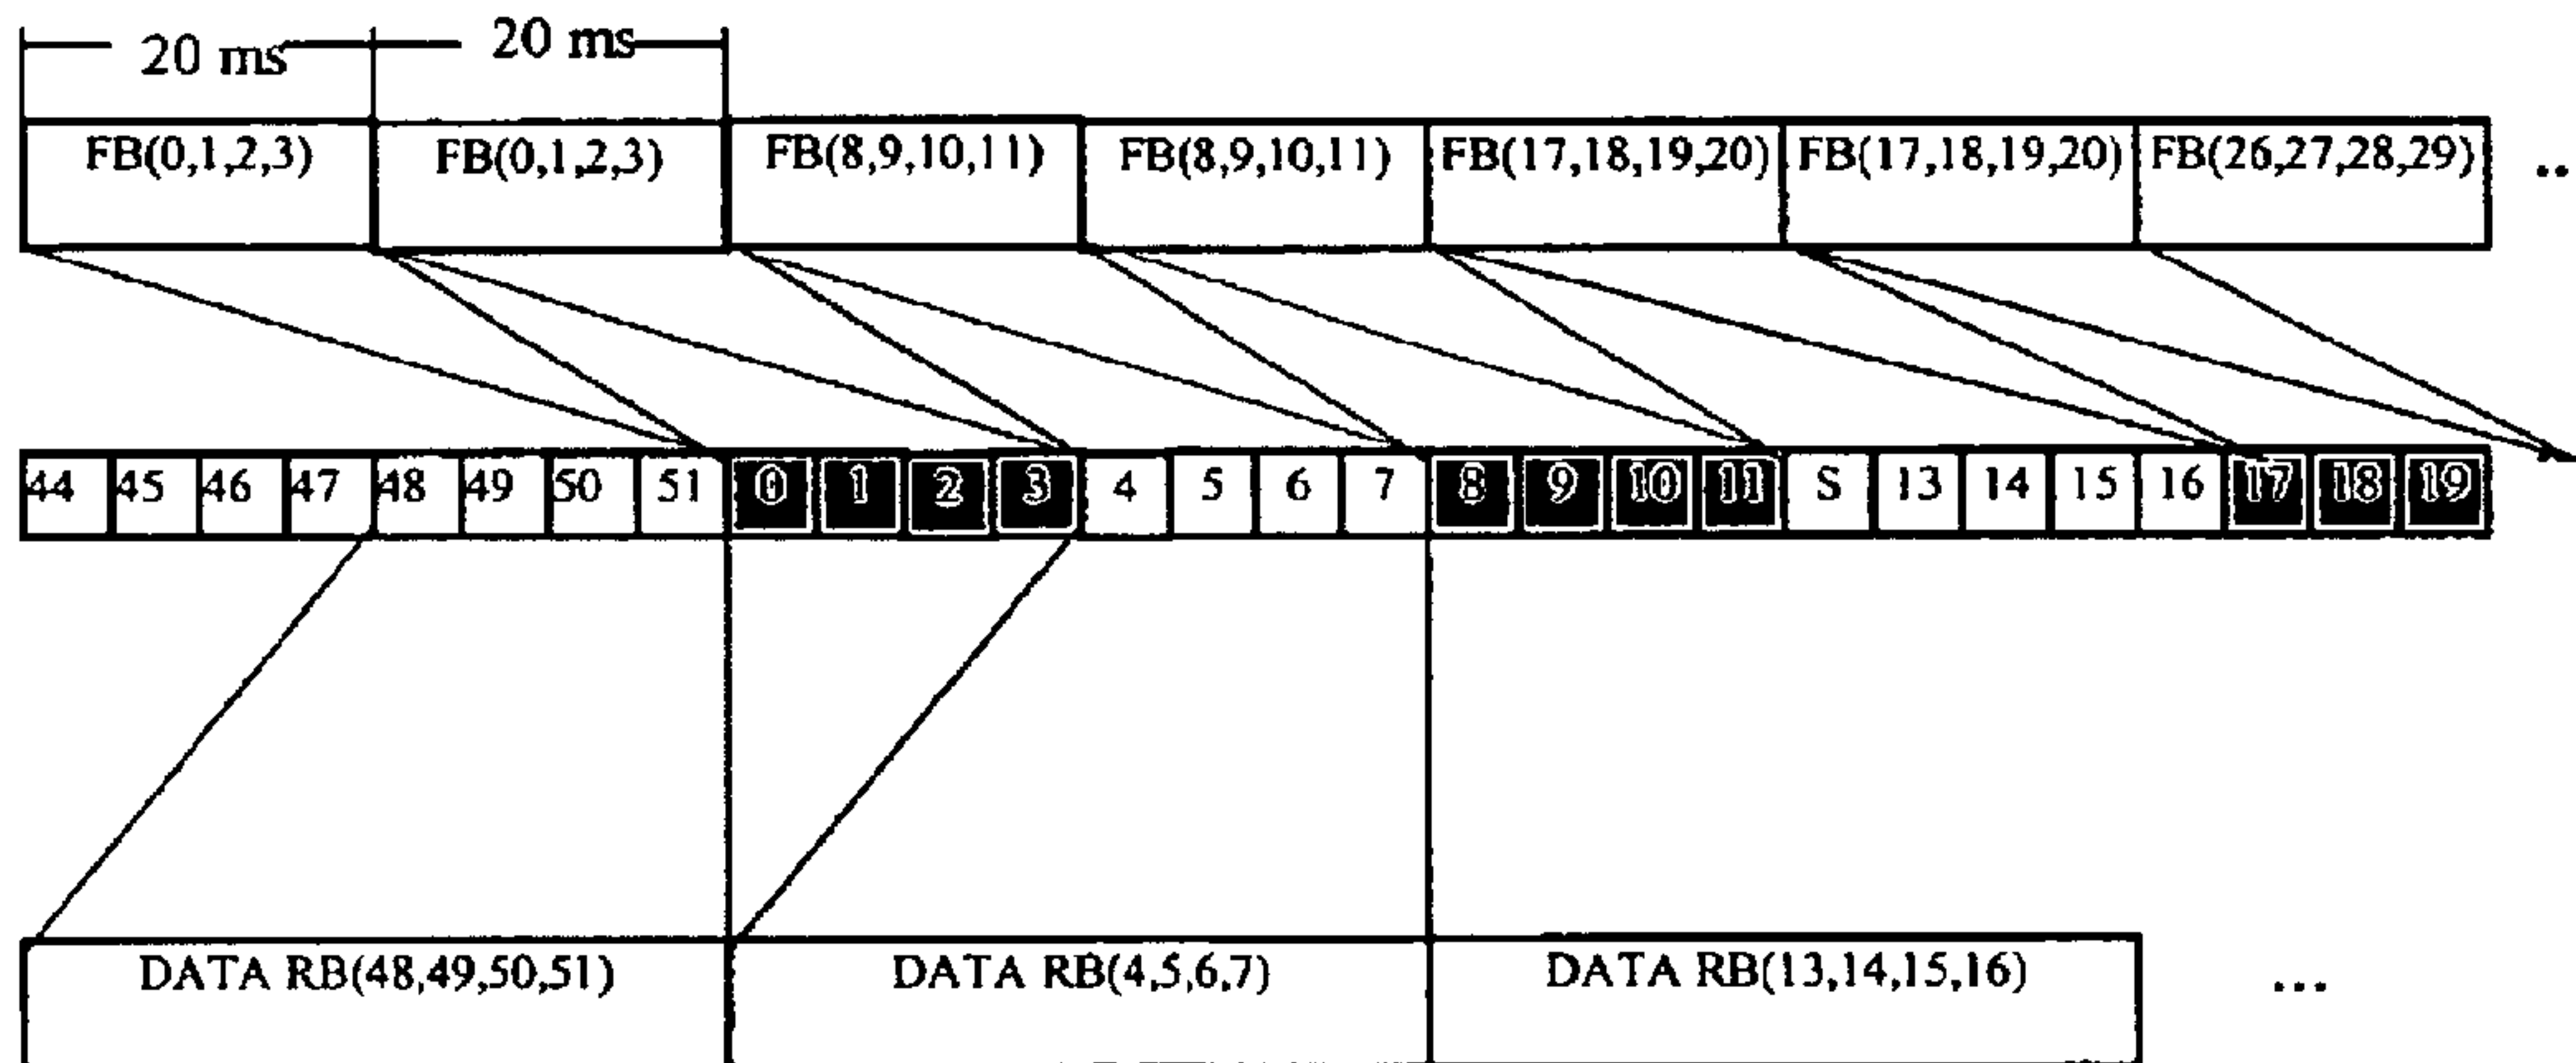 20 ms 20 ms
FB(0,1,2,3) FB(0,1,2,3) FB(8,9,10,11) FB(8,9,10,11) FB(17,18,19,20) FB(17,18,19,20) FB(26,27,28,29) ..
44 45 46 47 48 49 50 51 0 1 2 3 4 5 6 7 8 9 10 11 S 13 14 15 16 17 18 19
DATA RB(48,49,50,51) DATA RB(4,5,6,7) DATA RB(13,14,15,16) ...